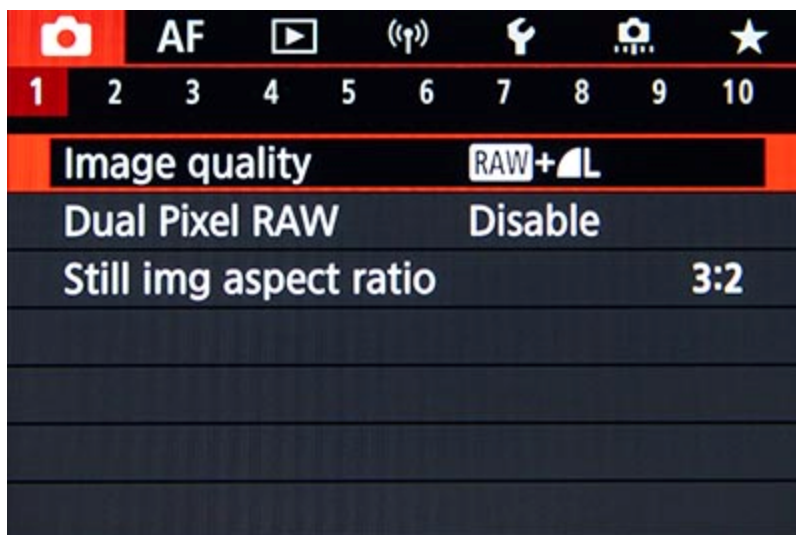 AF
1 2 3 4 5 6 7 8 9 10
Image quality RAW+L
Dual Pixel RAW Disable
Still img aspect ratio 3:2